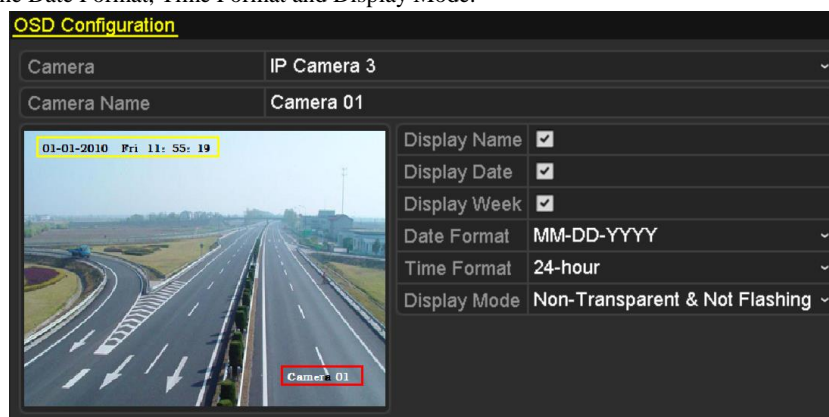 he Date Format, Time Format and Display Mode.
OSD Configuration
Camera IP Camera 3
Camera Name Camera 01
01-01-2010 Fri 11: 55: 19
Camera 01
Display Name
Display Date
Display Week
Date Format MM-DD-YYYY
Time Format 24-hour
Display Mode Non-Transparent & Not Flashing